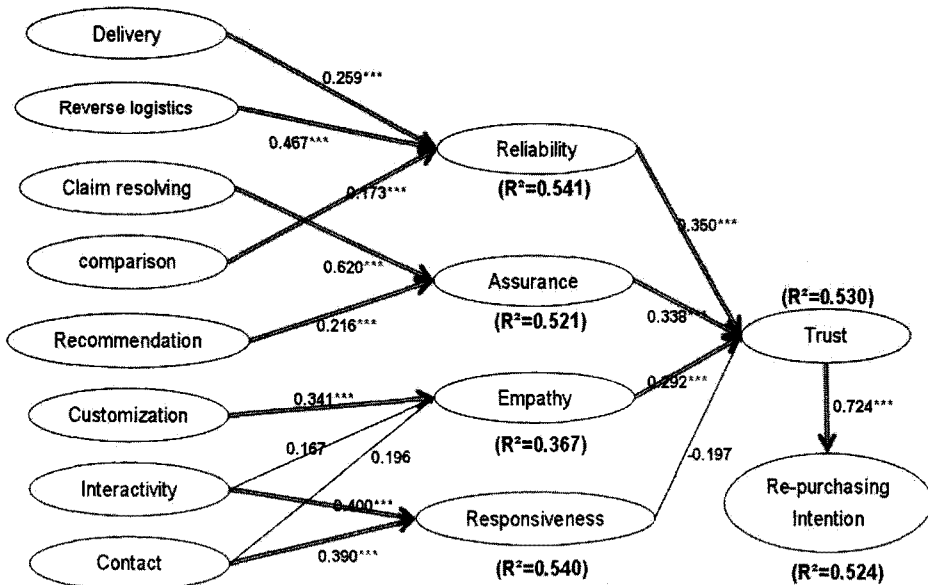 Delivery
0.259***
Reverse logistics
0.467***
Reliability
(R²=0.541)
Claim resolving
0.173***
0.350***
comparison
0.620***
Assurance
(R²=0.521)
0.338***
(R²=0.530)
Trust
Recommendation
0.216***
Customization
0.341***
Empathy
(R²=0.367)
0.292***
0.724***
0.167
0.196
-0.197
Interactivity
0.400***
Responsiveness
(R²=0.540)
Re-purchasing
Intention
(R²=0.524)
Contact
0.390***